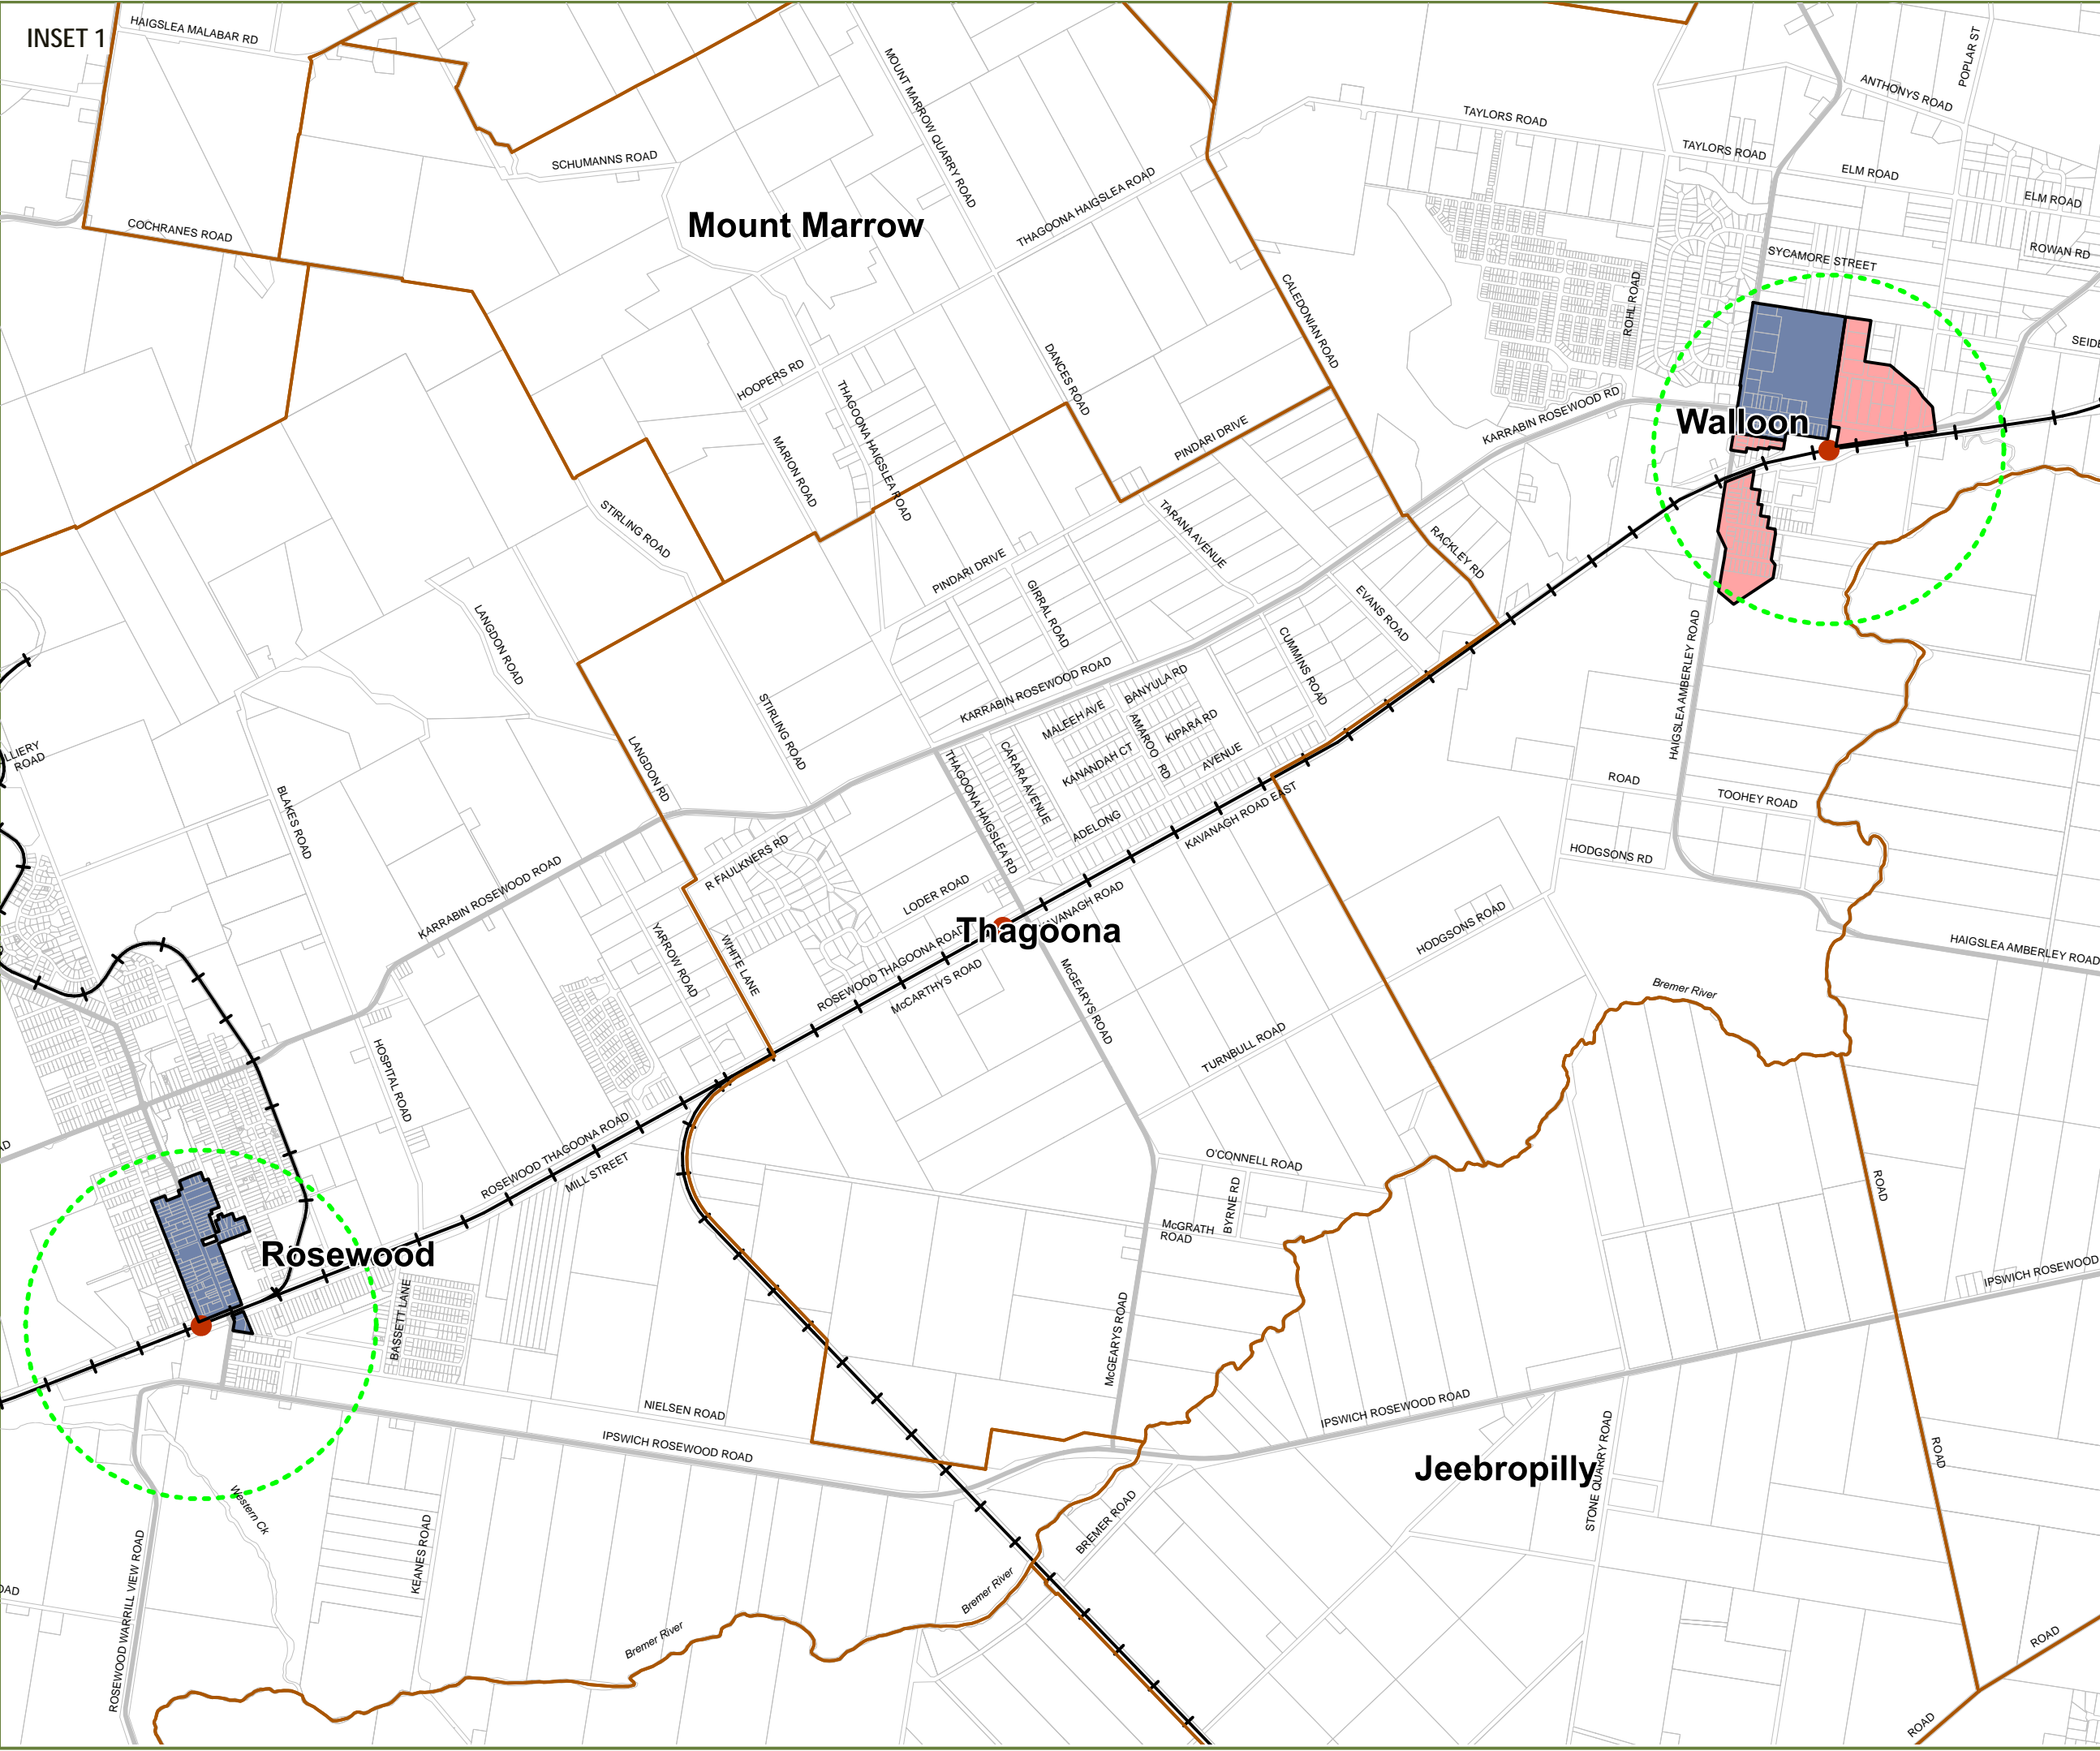 INSET 1
HAIGSLEA MALABAR RD
MOUNT MARROW QUARRY ROAD
POPLAR ST
ANTHONYS ROAD
TAYLORS ROAD
TAYLORS ROAD
ELM ROAD
ELM ROAD
SCHUMANNS ROAD
THAGOONA HAIGSLEA ROAD
COCHRANES ROAD
Mount Marrow
ROWAN RD
SYCAMORE STREET
CALEDONIAN ROAD
ROHL ROAD
HOOPERS RD
DANCES ROAD
THAGOONA HAIGSLEA ROAD
KARRABIN ROSEWOOD RD
Walloon
MARION ROAD
PINDARI DRIVE
STIRLING ROAD
TARANA AVENUE
RACKLEY RD
PINDARI DRIVE
GIRRAL ROAD
EVANS ROAD
LANGDON ROAD
CUMMINS ROAD
HAIGSLEA AMBERLEY ROAD
KARRABIN ROSEWOOD ROAD
BANYULA RD
MALEEH AVE
AMAROO RD
KIPARA RD
STIRLING ROAD
LANGDON RD
CARARA AVENUE
KANANDAH CT
AVENUE
THAGOONA HAIGSLEA RD
ROAD
ROAD
TOOHEY ROAD
BLAKES ROAD
ADELONG
KAVANAGH ROAD EAST
HODGSONS RD
R FAULKNERS RD
KARRABIN ROSEWOOD ROAD
LODER ROAD
HODGSONS ROAD
Thagoona
ROSEWOOD THAGOONA ROAD
YARROW ROAD
WHITE LANE
McCARTHYS ROAD
HAIGSLEA AMBERLEY ROAD
McGEARYS ROAD
Bremer River
HOSPITAL ROAD
TURNBULL ROAD
ROSEWOOD THAGOONA ROAD
MILL STREET
O'CONNELL ROAD
BYRNE RD
ROAD
McGRATH
ROAD
Rosewood
BASSETT LANE
McGEARYS ROAD
IPSWICH ROSEWOOD
NIELSEN ROAD
IPSWICH ROSEWOOD ROAD
IPSWICH ROSEWOOD ROAD
Jeebropilly
STONE QUARRY ROAD
ROAD
Western Ck
KEANES ROAD
BREMER ROAD
ROSEWOOD WARRILL VIEW ROAD
Bremer River
Bremer River
ROAD
ROAD